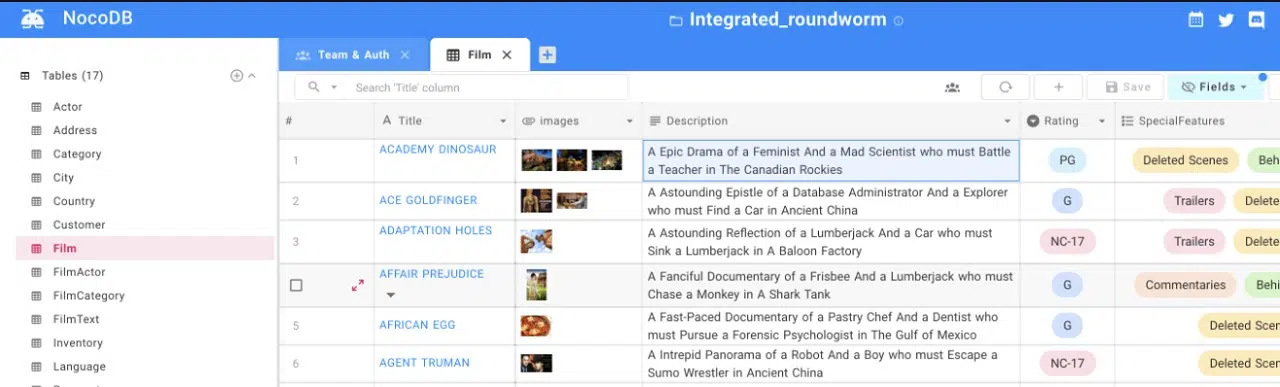 NocoDB
Integrated_roundworm
Team & Auth
Film
Tables (17)
Search 'Title' column
Save
Fields
Actor
Address
Category
City
Country
Customer
Film
FilmActor
FilmCategory
FilmText
Inventory
Language
# Title images Description Rating SpecialFeatures
1 ACADEMY DINOSAUR
A Epic Drama of a Feminist And a Mad Scientist who must Battle
a Teacher in The Canadian Rockies
PG Deleted Scenes Beh
2 ACE GOLDFINGER
A Astounding Epistle of a Database Administrator And a Explorer
who must Find a Car in Ancient China
G Trailers Delete
3 ADAPTATION HOLES
A Astounding Reflection of a Lumberjack And a Car who must
Sink a Lumberjack in A Baloon Factory
NC-17 Trailers Delete
AFFAIR PREJUDICE
A Fanciful Documentary of a Frisbee And a Lumberjack who must
Chase a Monkey in A Shark Tank
G Commentaries Behi
5 AFRICAN EGG
A Fast-Paced Documentary of a Pastry Chef And a Dentist who
must Pursue a Forensic Psychologist in The Gulf of Mexico
G Deleted Scen
6 AGENT TRUMAN
A Intrepid Panorama of a Robot And a Boy who must Escape a
Sumo Wrestler in Ancient China
NC-17 Deleted Scen